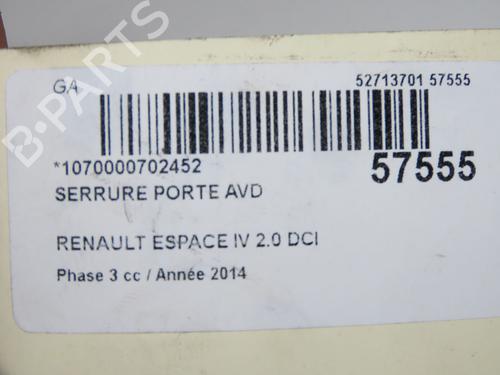 GA
52713701 57555
*1070000702452
57555
SERRURE PORTE AVD
RENAULT ESPACE IV 2.0 DCI
Phase 3 cc / Année 2014
B-PARTS